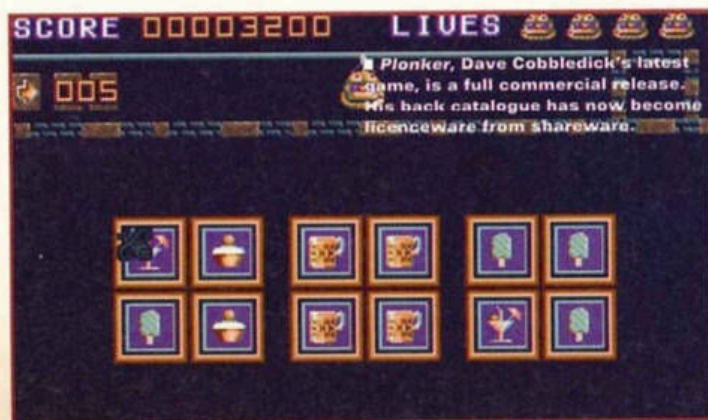 SCORE 00003200 LIVES
■ Plonker, Dave Cobbledick's latest
game, is a full commercial release.
His back catalogue has now become
licenceware from shareware.
005